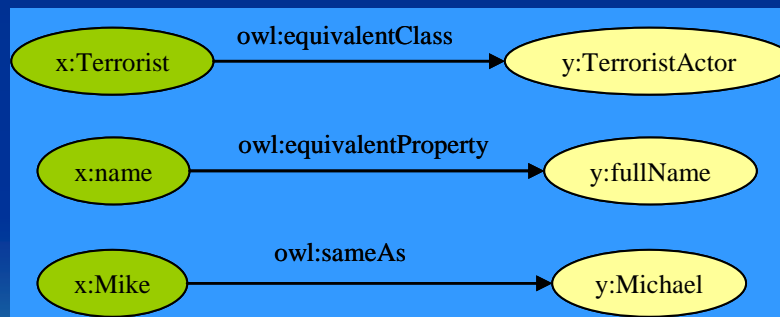 owl:equivalentClass
x:Terrorist y:TerroristActor
owl:equivalentProperty
x:name y:fullName
owl:sameAs
x:Mike y:Michael